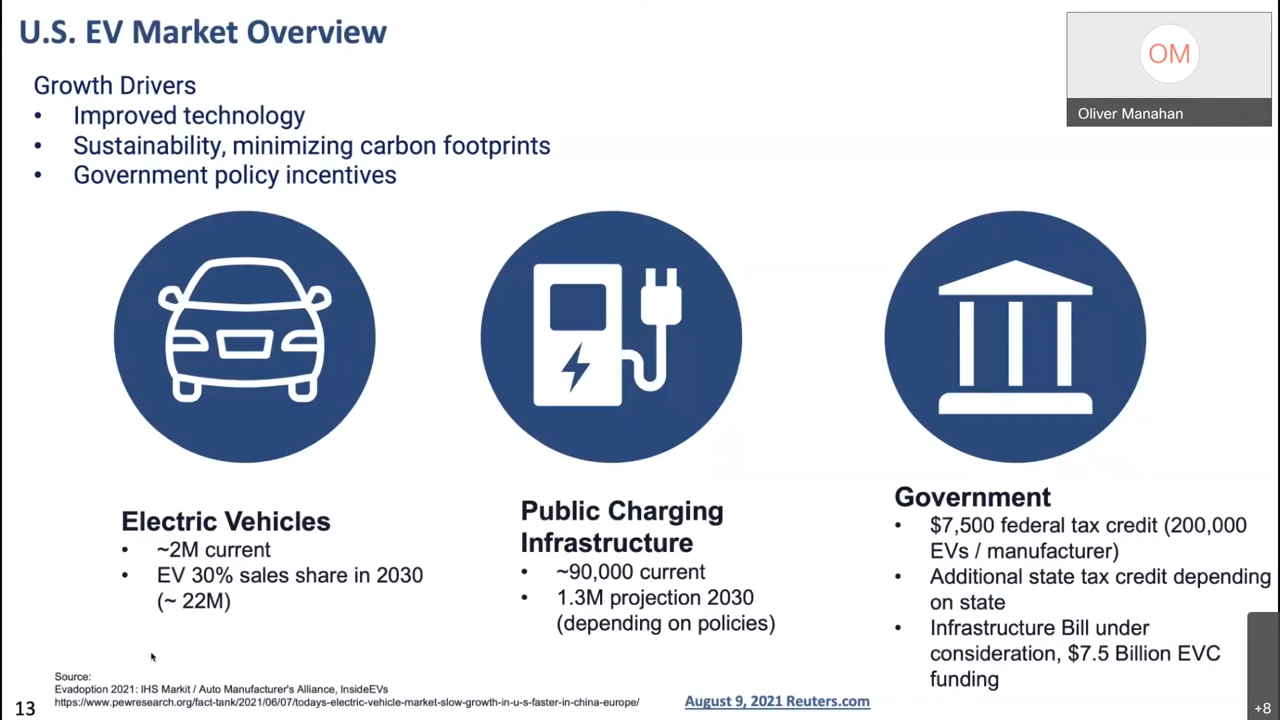 U.S. EV Market Overview
OM
Oliver Manahan
Growth Drivers
• Improved technology
• Sustainability, minimizing carbon footprints
• Government policy incentives
Electric Vehicles
• ~2M current
• EV 30% sales share in 2030
(~ 22M)
Public Charging
Infrastructure
• ~90,000 current
• 1.3M projection 2030
(depending on policies)
Government
• $7,500 federal tax credit (200,000
EVs / manufacturer)
• Additional state tax credit depending
on state
• Infrastructure Bill under
consideration, $7.5 Billion EVC
funding
Source:
Evadoption 2021: IHS Markit / Auto Manufacturer's Alliance, InsideEVs
https://www.pewresearch.org/fact-tank/2021/06/07/todays-electric-vehicle-market-slow-growth-in-u-s-faster-in-china-europe/
August 9, 2021 Reuters.com
13
+8